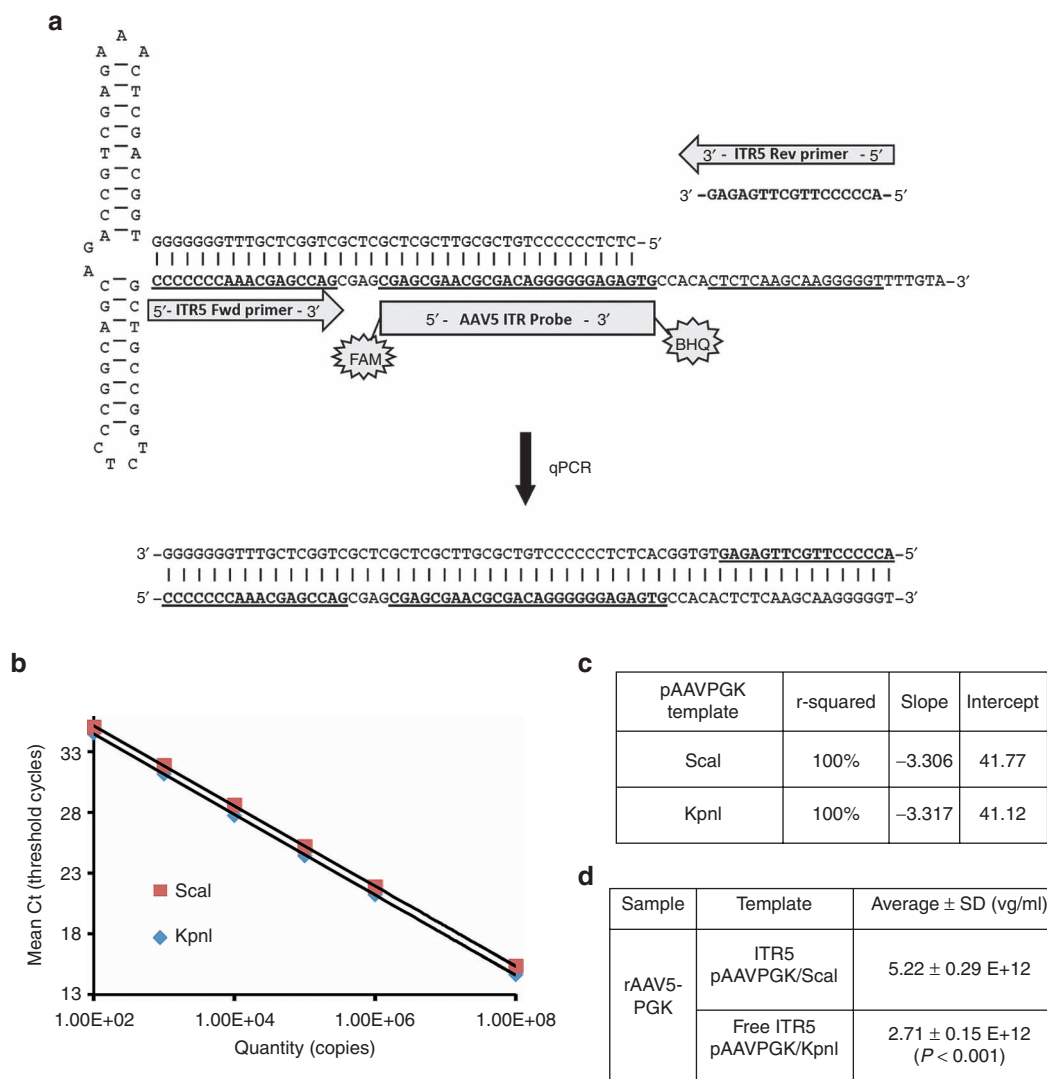 a
A
A A
G C
A T
G C
C G
T A
G C
C G
C G
A T
G
A
C G
G C
A T
C G
G C
G C
C G
C G
C T
T C
3′ - ITR5 Rev primer - 5′
3′ -GAGAGTTCGTTCCCCCA-5′
GGGGGGGTTTGCTCGGTCGCTCGCTCGCTTGCGCTGTCCCCCCTCTC -5′
CCCCCCCAAACGAGCCAGCGAGCGAGCGAACGCGACAGGGGGGAGAGTGCCACACTCTCAAGCAAGGGGGTTTTGTA-3′
5′- ITR5 Fwd primer - 3′
5′ - AAV5 ITR Probe - 3′
FAM
BHQ
qPCR
3′ -GGGGGGGTTTGCTCGGTCGCTCGCTCGCTTGCGCTGTCCCCCCTCTCACGGTGTGAGAGTTCGTTCCCCCA-5′
5′ -CCCCCCCAAACGAGCCAGCGAGCGAGCGAACGCGACAGGGGGGAGAGTGCCACACTCTCAAGCAAGGGGGT-3′
b
Mean Ct (threshold cycles)
33
28
23
18
13
ScaI
KpnI
1.00E+02 1.00E+04 1.00E+06 1.00E+08
Quantity (copies)
c
pAAVPGK template r-squared Slope Intercept
ScaI 100% −3.306 41.77
KpnI 100% −3.317 41.12
d
Sample Template Average ± SD (vg/ml)
rAAV5-PGK
ITR5 pAAVPGK/ScaI 5.22 ± 0.29 E+12
Free ITR5 pAAVPGK/KpnI 2.71 ± 0.15 E+12
(P < 0.001)